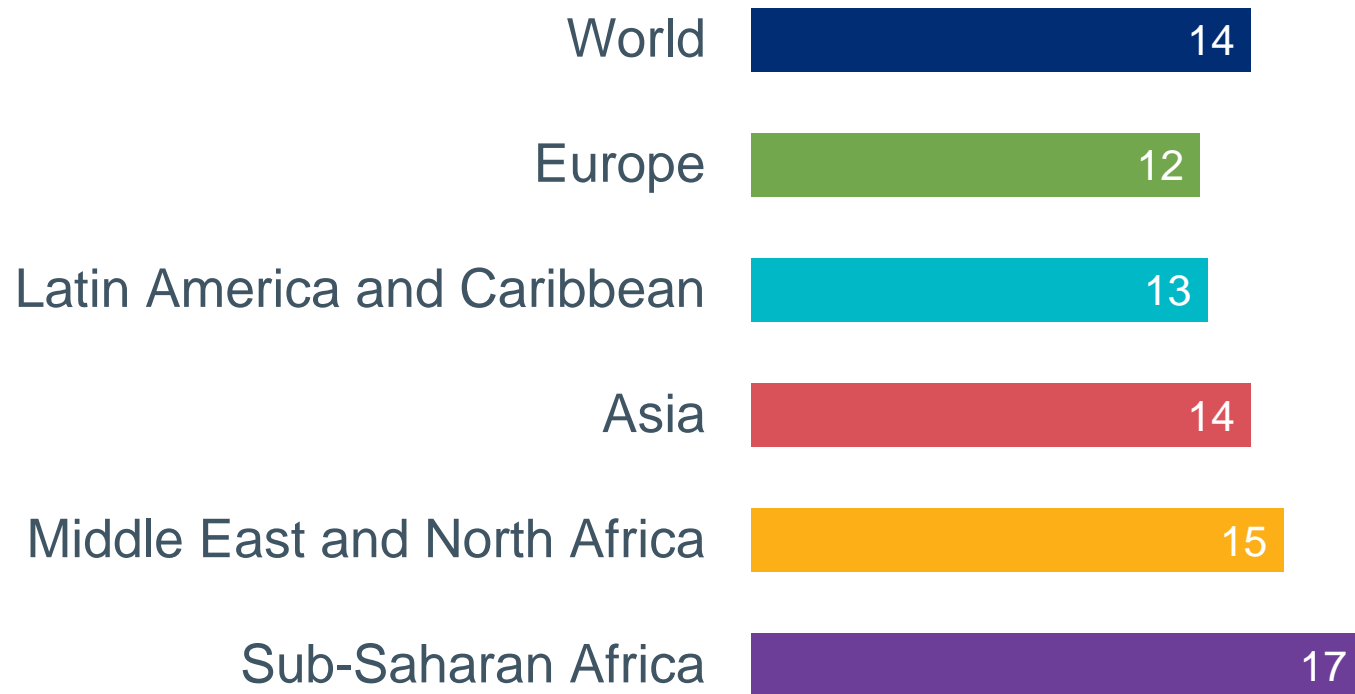 World 14
Europe 12
Latin America and Caribbean 13
Asia 14
Middle East and North Africa 15
Sub-Saharan Africa 17